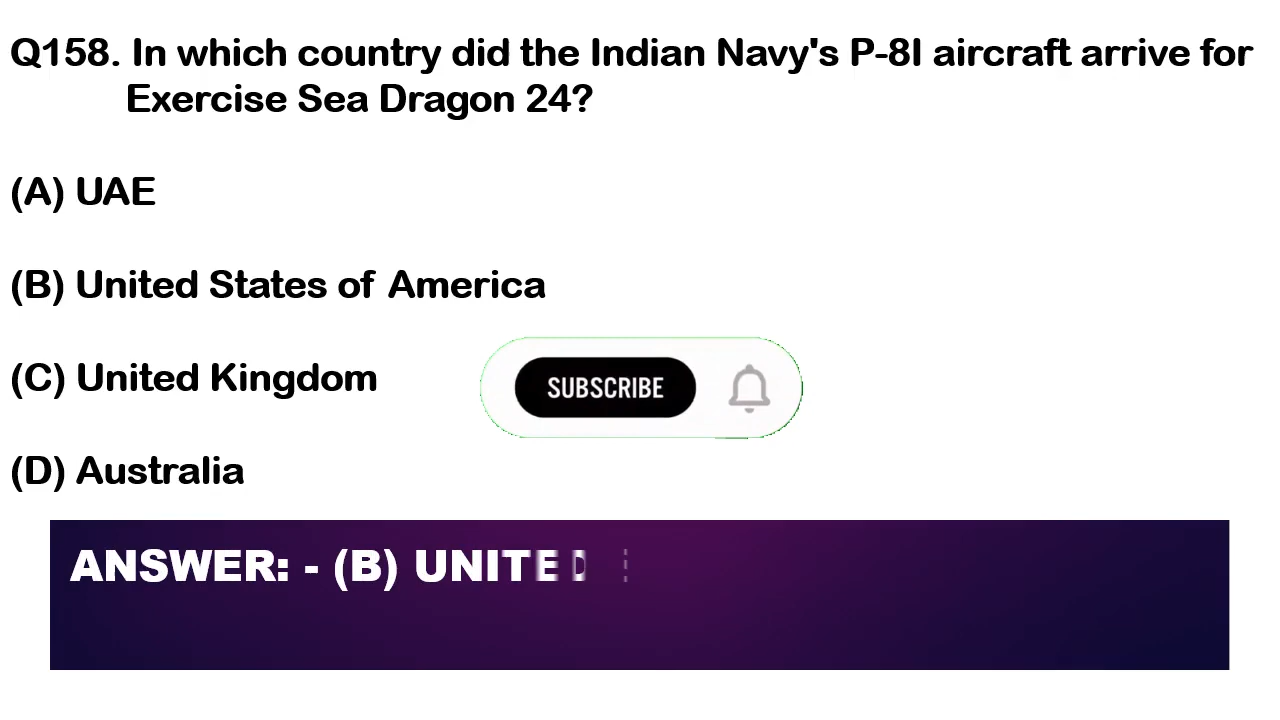 Q158. In which country did the Indian Navy's P-8I aircraft arrive for
Exercise Sea Dragon 24?
(A) UAE
(B) United States of America
(C) United Kingdom
SUBSCRIBE
(D) Australia
ANSWER: - (B) UNITED